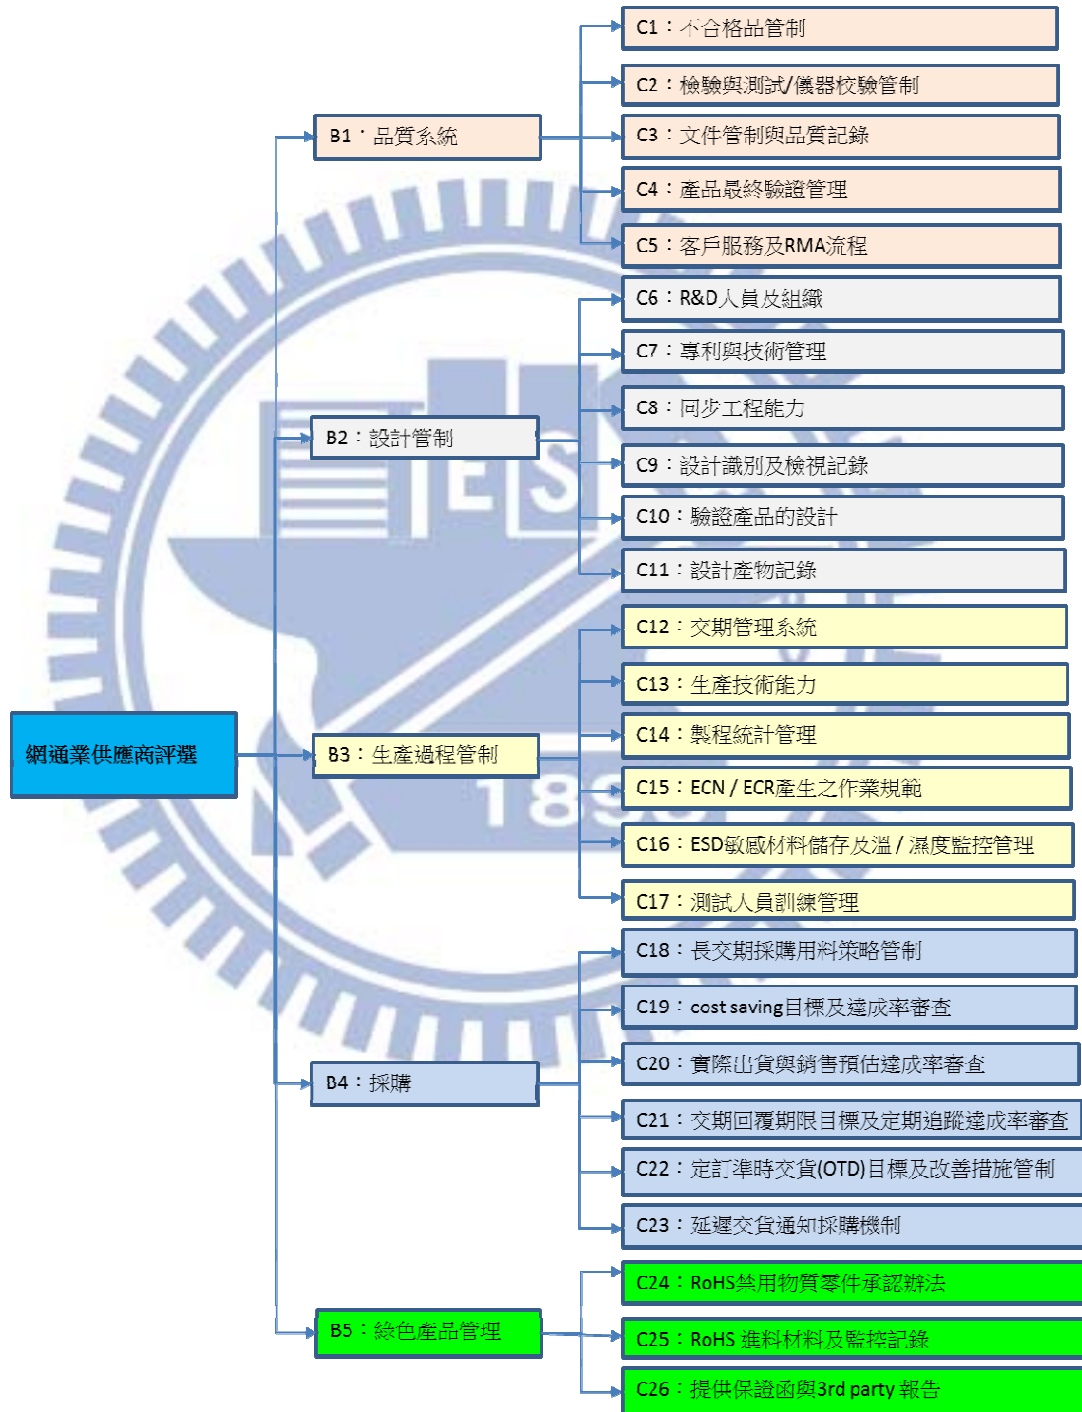 網通業供應商評選
B1：品質系統
C1：不合格品管制
C2：檢驗與測試/儀器校驗管制
C3：文件管制與品質記錄
C4：產品最終驗證管理
C5：客戶服務及RMA流程
B2：設計管制
C6：R&D人員及組織
C7：專利與技術管理
C8：同步工程能力
C9：設計識別及檢視記錄
C10：驗證產品的設計
C11：設計產物記錄
B3：生產過程管制
C12：交期管理系統
C13：生產技術能力
C14：製程統計管理
C15：ECN / ECR產生之作業規範
C16：ESD敏感材料儲存及溫 / 濕度監控管理
C17：測試人員訓練管理
B4：採購
C18：長交期採購用料策略管制
C19：cost saving目標及達成率審查
C20：實際出貨與銷售預估達成率審查
C21：交期回覆期限目標及定期追蹤達成率審查
C22：定訂準時交貨(OTD)目標及改善措施管制
C23：延遲交貨通知採購機制
B5：綠色產品管理
C24：RoHS禁用物質零件承認辦法
C25：RoHS 進料材料及監控記錄
C26：提供保證函與3rd party 報告
ES
189